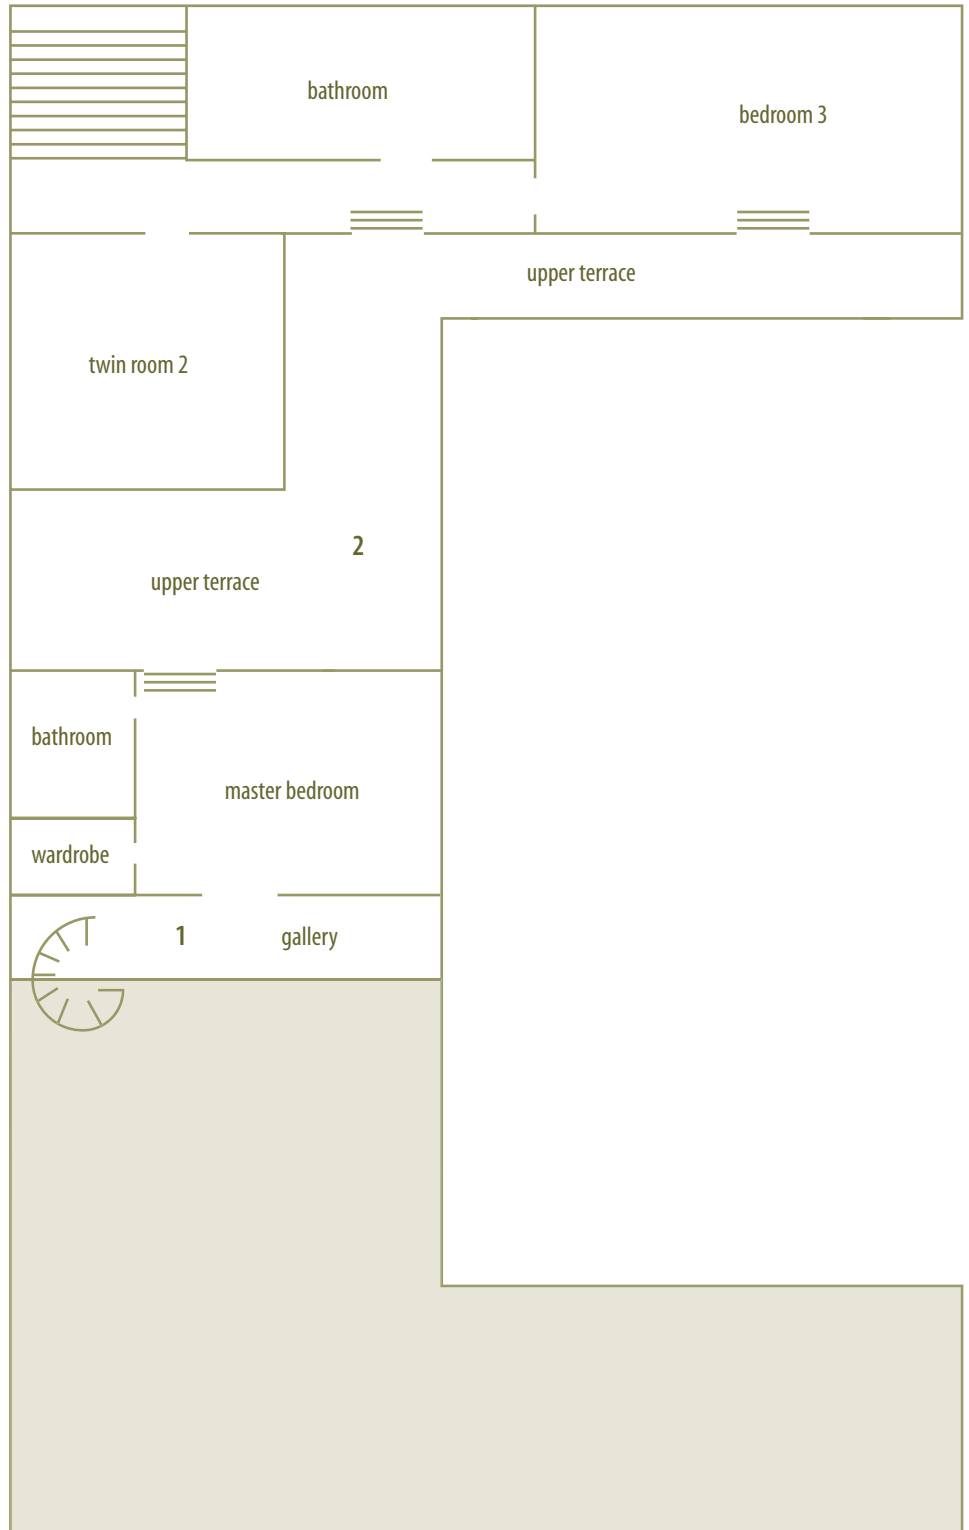 bathroom
bedroom 3
upper terrace
twin room 2
2
upper terrace
bathroom
master bedroom
wardrobe
1
gallery